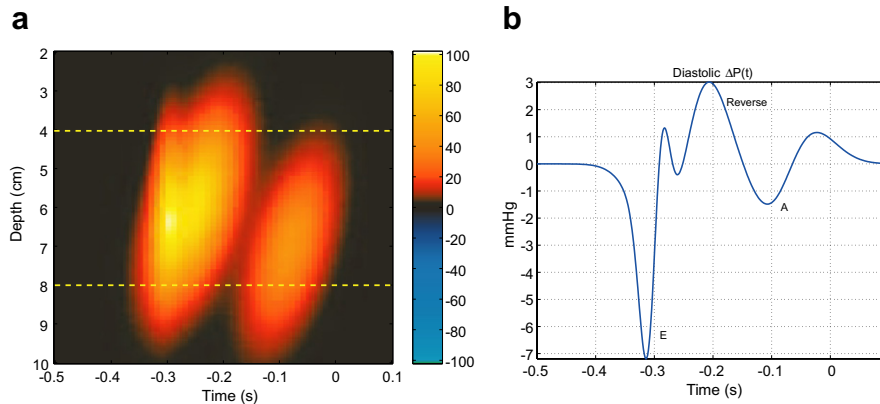 a
2
3
4
5
6
7
8
9
10
Depth (cm)
-0.5 -0.4 -0.3 -0.2 -0.1 0 0.1
Time (s)
100
80
60
40
20
0
-20
-40
-60
-80
-100
b
Diastolic ΔP(t)
3
2
1
0
-1
-2
-3
-4
-5
-6
-7
mmHg
Reverse
A
E
-0.5 -0.4 -0.3 -0.2 -0.1 0
Time (s)